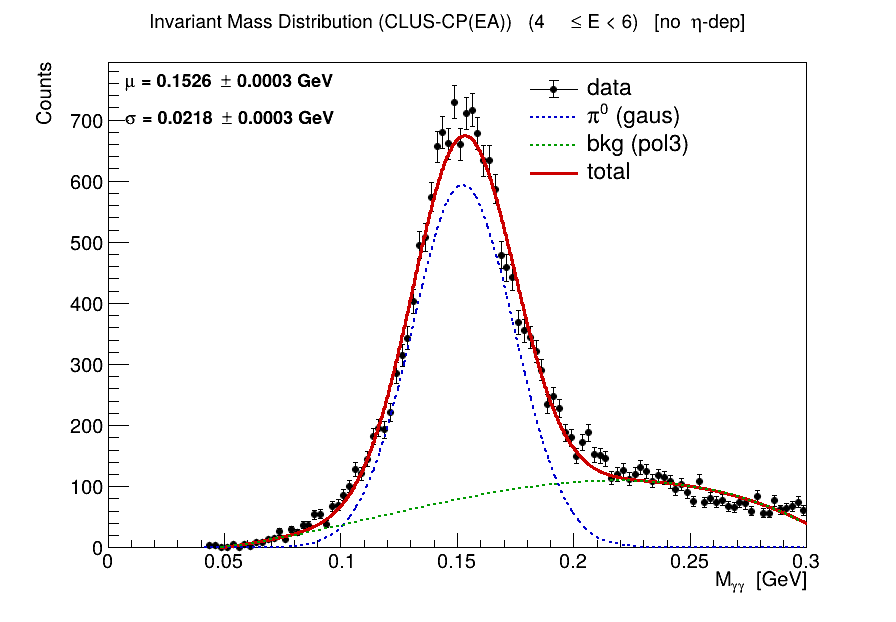 Invariant Mass Distribution (CLUS-CP(EA)) (4 ≤ E < 6) [no η-dep]
Counts
μ = 0.1526 ± 0.0003 GeV
σ = 0.0218 ± 0.0003 GeV
data
π⁰ (gaus)
bkg (pol3)
total
700
600
500
400
300
200
100
0
0 0.05 0.1 0.15 0.2 0.25 0.3
M_γγ [GeV]